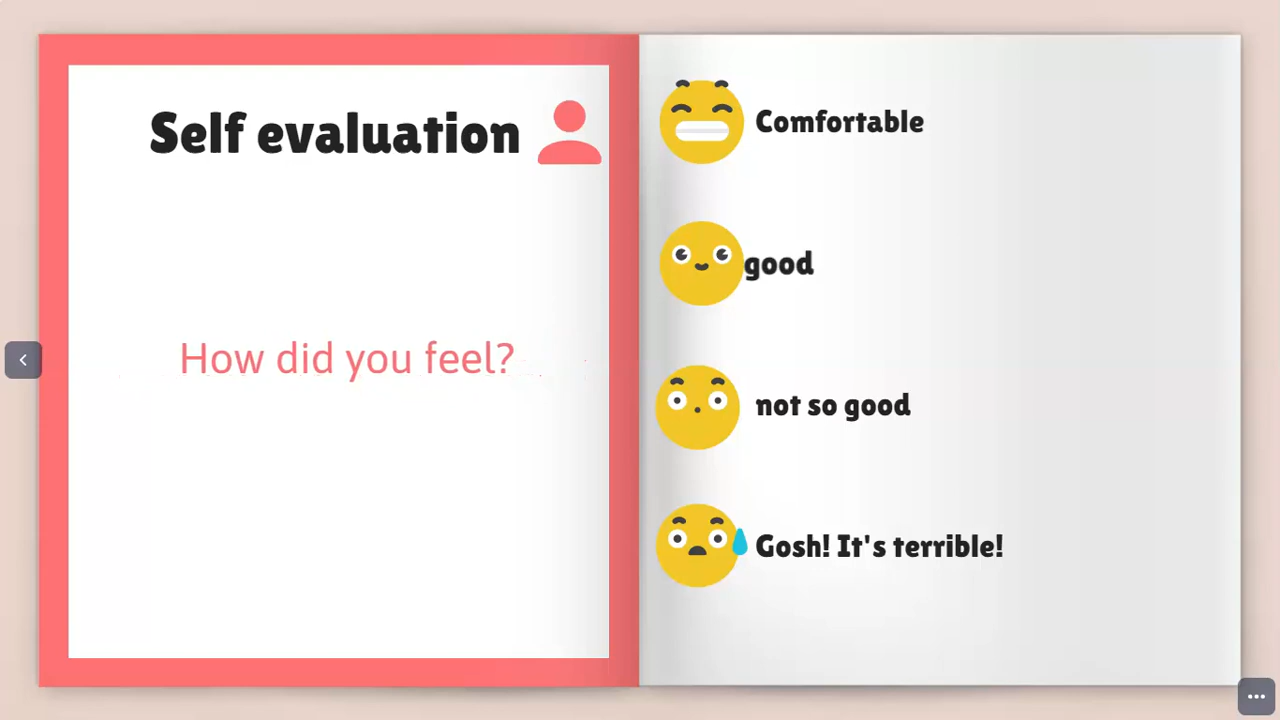 Self evaluation
How did you feel?
Comfortable
good
not so good
Gosh! It's terrible!